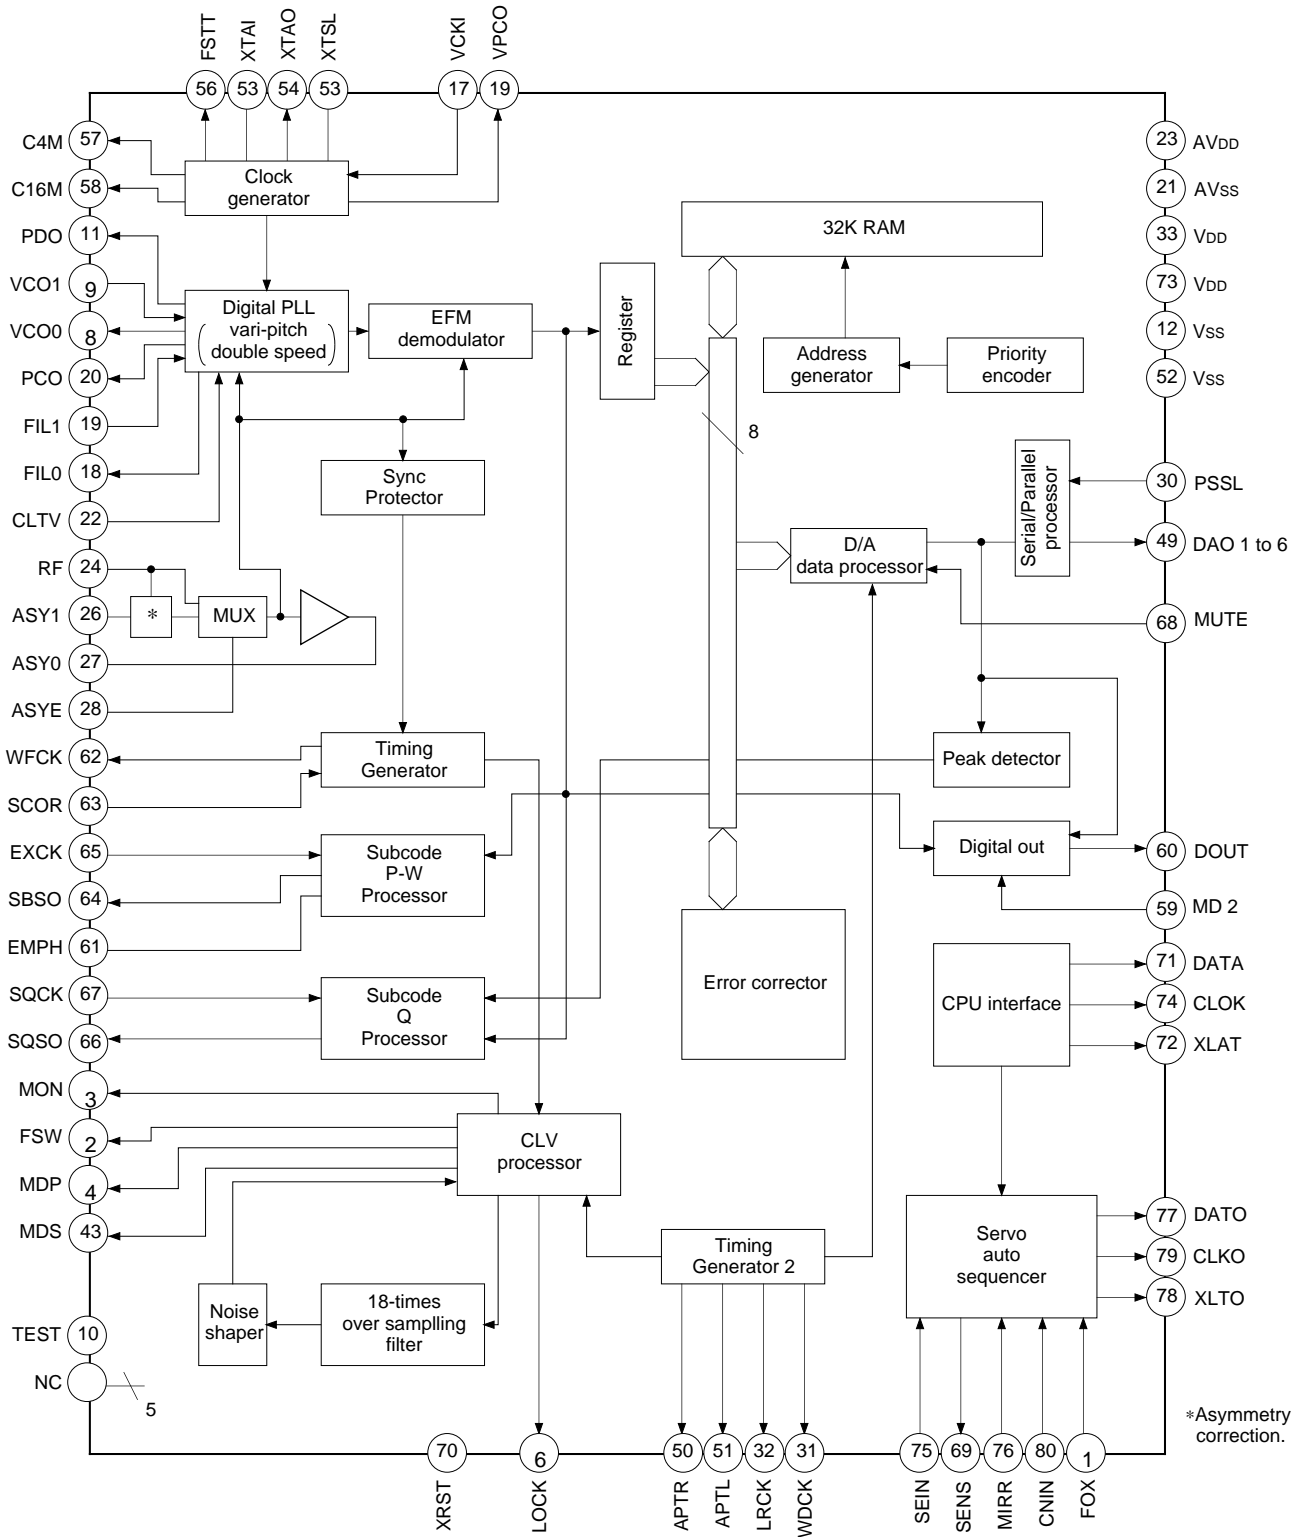 FSTT
XTAI
XTAO
XTSL
VCKI
VPCO
56
53
54
53
17
19
C4M 57
C16M 58
PDO 11
VCO1 9
VCO0 8
PCO 20
FIL1 19
FIL0 18
CLTV 22
RF 24
ASY1 26
ASY0 27
ASYE 28
WFCK 62
SCOR 63
EXCK 65
SBSO 64
EMPH 61
SQCK 67
SQSO 66
MON 3
FSW 2
MDP 4
MDS 43
TEST 10
NC
5
Clock
generator
Digital PLL
vari-pitch
( double speed )
EFM
demodulator
Register
32K RAM
Address
generator
Priority
encoder
8
Sync
Protector
*
MUX
D/A
data processor
Serial/Parallel
processor
Timing
Generator
Peak detector
Subcode
P-W
Processor
Digital out
Subcode
Q
Processor
Error corrector
CPU interface
CLV
processor
Timing
Generator 2
Servo
auto
sequencer
Noise
shaper
18-times
over samplling
filter
23 AVDD
21 AVSS
33 VDD
73 VDD
12 VSS
52 VSS
30 PSSL
49 DAO 1 to 6
68 MUTE
60 DOUT
59 MD 2
71 DATA
74 CLOK
72 XLAT
77 DATO
79 CLKO
78 XLTO
*Asymmetry
correction.
70
6
50
51
32
31
75
69
76
80
1
XRST
LOCK
APTR
APTL
LRCK
WDCK
SEIN
SENS
MIRR
CNIN
FOX